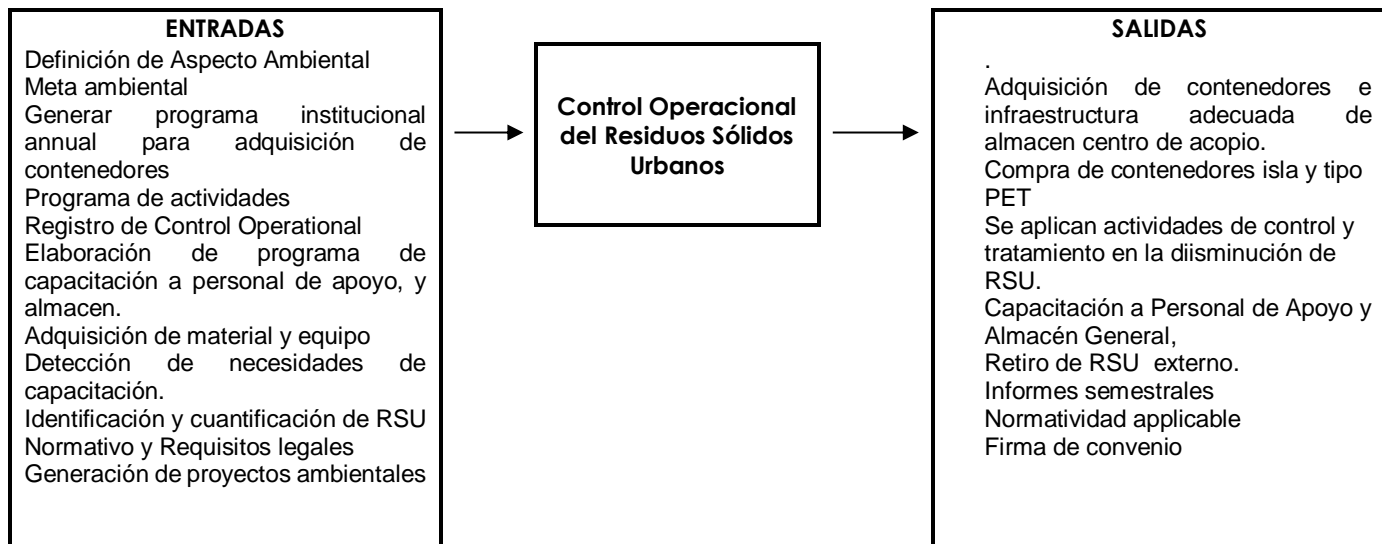 ENTRADAS
Definición de Aspecto Ambiental
Meta ambiental
Generar programa institucional
annual para adquisición de
contenedores
Programa de actividades
Registro de Control Operational
Elaboración de programa de
capacitación a personal de apoyo, y
almacen.
Adquisición de material y equipo
Detección de necesidades de
capacitación.
Identificación y cuantificación de RSU
Normativo y Requisitos legales
Generación de proyectos ambientales
Control Operacional
del Residuos Sólidos
Urbanos
SALIDAS
.
Adquisición de contenedores e
infraestructura adecuada de
almacen centro de acopio.
Compra de contenedores isla y tipo
PET
Se aplican actividades de control y
tratamiento en la diisminución de
RSU.
Capacitación a Personal de Apoyo y
Almacén General,
Retiro de RSU externo.
Informes semestrales
Normatividad applicable
Firma de convenio